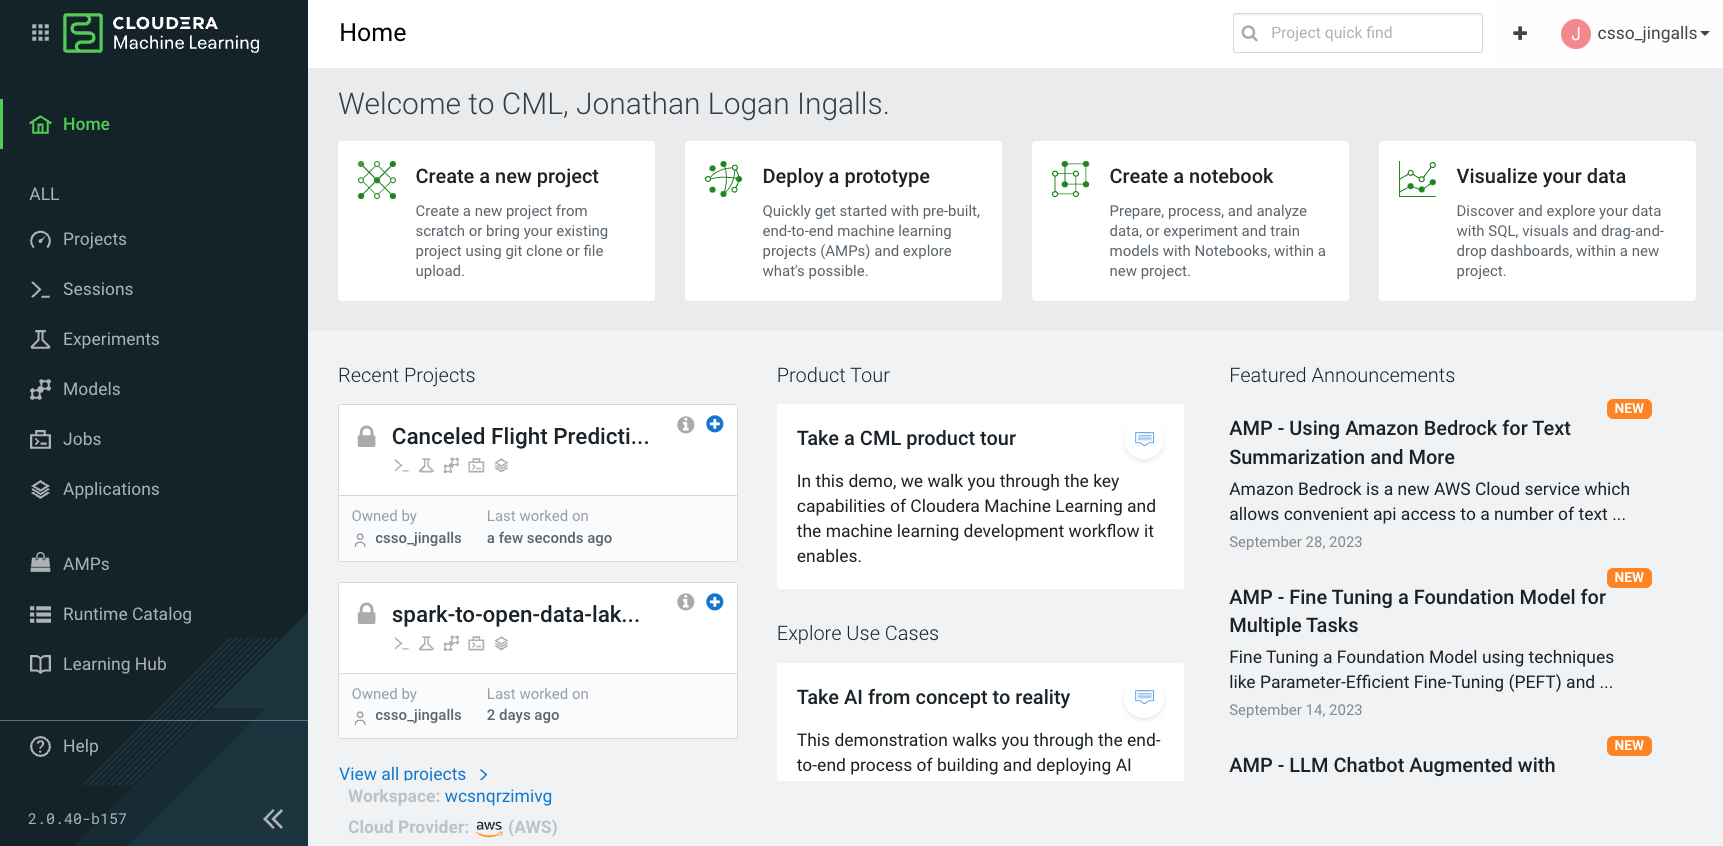 CLOUDERA
Machine Learning
Home
ALL
Projects
Sessions
Experiments
Models
Jobs
Applications
AMPs
Runtime Catalog
Learning Hub
Help
2.0.40-b157
Home
Project quick find
J
csso_jingalls
Welcome to CML, Jonathan Logan Ingalls.
Create a new project
Create a new project from
scratch or bring your existing
project using git clone or file
upload.
Deploy a prototype
Quickly get started with pre-built,
end-to-end machine learning
projects (AMPs) and explore
what's possible.
Create a notebook
Prepare, process, and analyze
data, or experiment and train
models with Notebooks, within a
new project.
Visualize your data
Discover and explore your data
with SQL, visuals and drag-and-
drop dashboards, within a new
project.
Recent Projects
Canceled Flight Predicti...
Owned by
csso_jingalls
Last worked on
a few seconds ago
spark-to-open-data-lak...
Owned by
csso_jingalls
Last worked on
2 days ago
View all projects
Workspace: wcsnqrzimivg
Cloud Provider: aws (AWS)
Product Tour
Take a CML product tour
In this demo, we walk you through the key
capabilities of Cloudera Machine Learning and
the machine learning development workflow it
enables.
Explore Use Cases
Take AI from concept to reality
This demonstration walks you through the end-
to-end process of building and deploying AI
Featured Announcements
NEW
AMP - Using Amazon Bedrock for Text
Summarization and More
Amazon Bedrock is a new AWS Cloud service which
allows convenient api access to a number of text ...
September 28, 2023
NEW
AMP - Fine Tuning a Foundation Model for
Multiple Tasks
Fine Tuning a Foundation Model using techniques
like Parameter-Efficient Fine-Tuning (PEFT) and ...
September 14, 2023
NEW
AMP - LLM Chatbot Augmented with